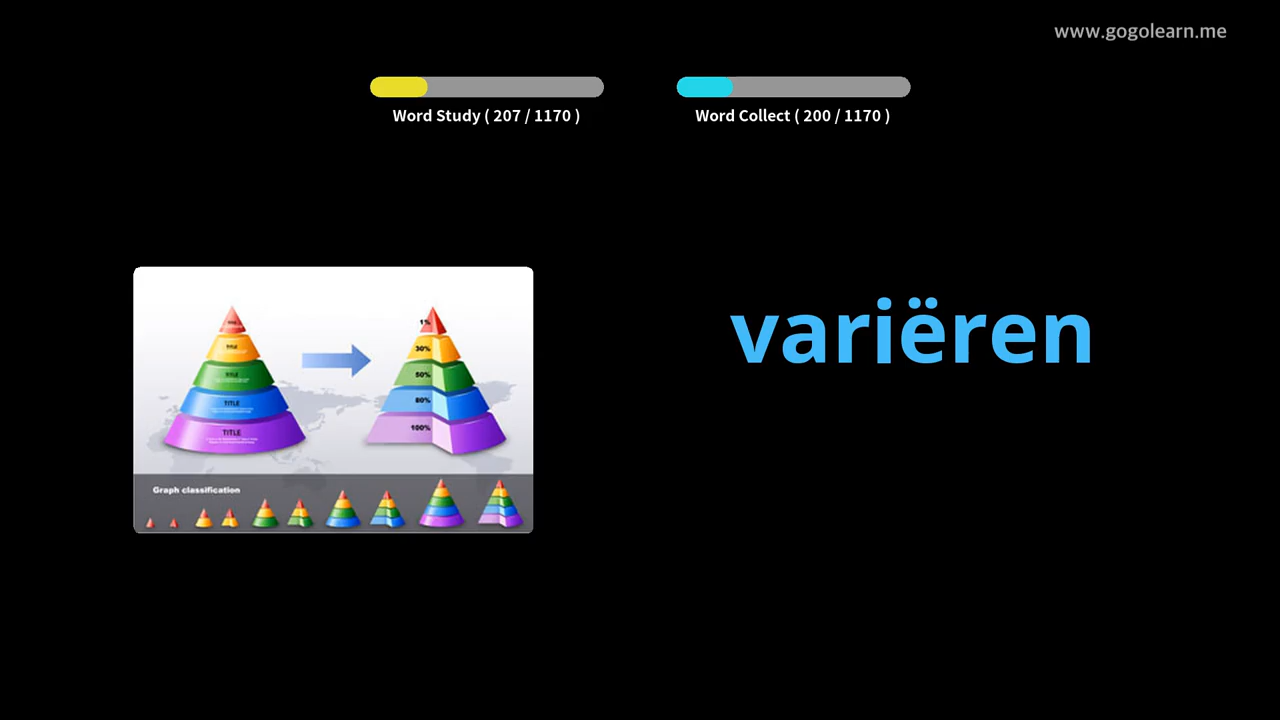 www.gogolearn.me
Word Study ( 207 / 1170 )
Word Collect ( 200 / 1170 )
variëren
1%
30%
50%
80%
100%
TITLE
TITLE
TITLE
TITLE
Graph classification